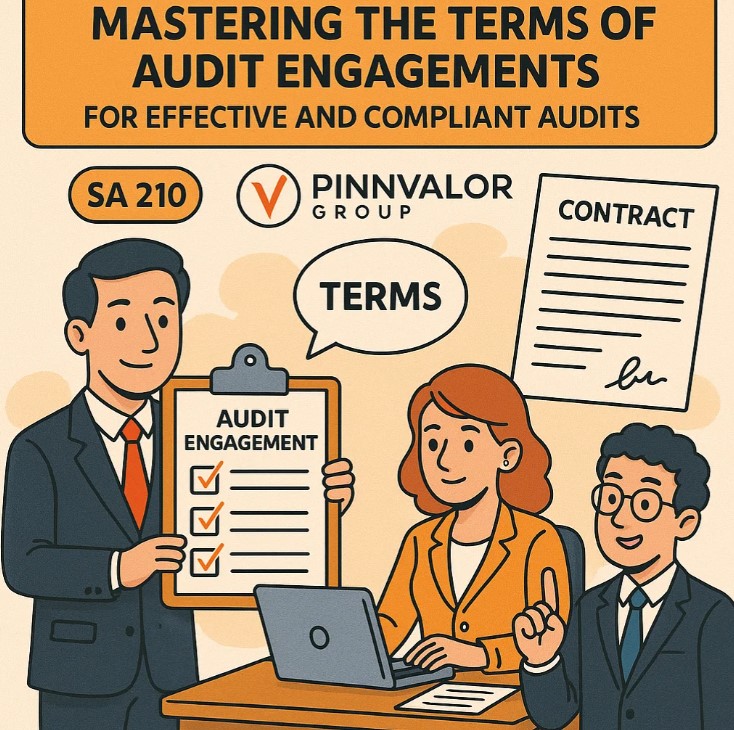 MASTERING THE TERMS OF
AUDIT ENGAGEMENTS
FOR EFFECTIVE AND COMPLIANT AUDITS
SA 210
PINNVALOR
GROUP
CONTRACT
TERMS
AUDIT
ENGAGEMENT